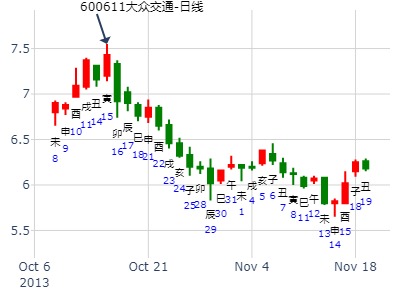 600611大众交通-日线
7.5
7
6.5
6
5.5
未
8
申
9
酉
10
戌
11
丑
14
寅
15
卯
16
辰
17
巳
18
申
21
酉
22
戌
23
亥
24
子
25
卯
28
辰
29
巳
30
午
31
未
1
戌
4
亥
5
子
6
丑
7
寅
8
巳
11
午
12
未
13
申
14
酉
15
子
18
丑
19
Oct 6
2013
Oct 21
Nov 4
Nov 18